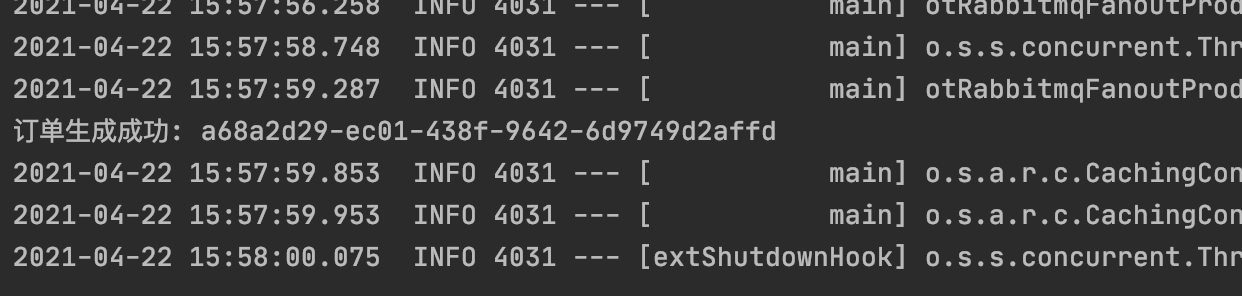 2021-04-22 15:57:56.258  INFO 4031 --- [           main] otRabbitmqFanoutProd
2021-04-22 15:57:58.748  INFO 4031 --- [           main] o.s.s.concurrent.Thr
2021-04-22 15:57:59.287  INFO 4031 --- [           main] otRabbitmqFanoutProd
订单生成成功: a68a2d29-ec01-438f-9642-6d9749d2affd
2021-04-22 15:57:59.853  INFO 4031 --- [           main] o.s.a.r.c.CachingCon
2021-04-22 15:57:59.953  INFO 4031 --- [           main] o.s.a.r.c.CachingCon
2021-04-22 15:58:00.075  INFO 4031 --- [extShutdownHook] o.s.s.concurrent.Thr